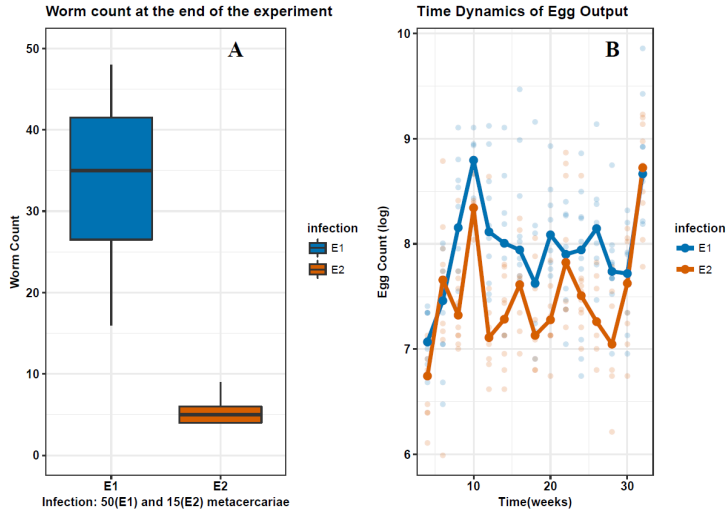 Worm count at the end of the experiment
A
Worm Count
50
40
30
20
10
0
E1
E2
Infection: 50(E1) and 15(E2) metacercariae
infection
E1
E2
Time Dynamics of Egg Output
B
Egg Count (log)
10
9
8
7
6
10
20
30
Time(weeks)
infection
E1
E2